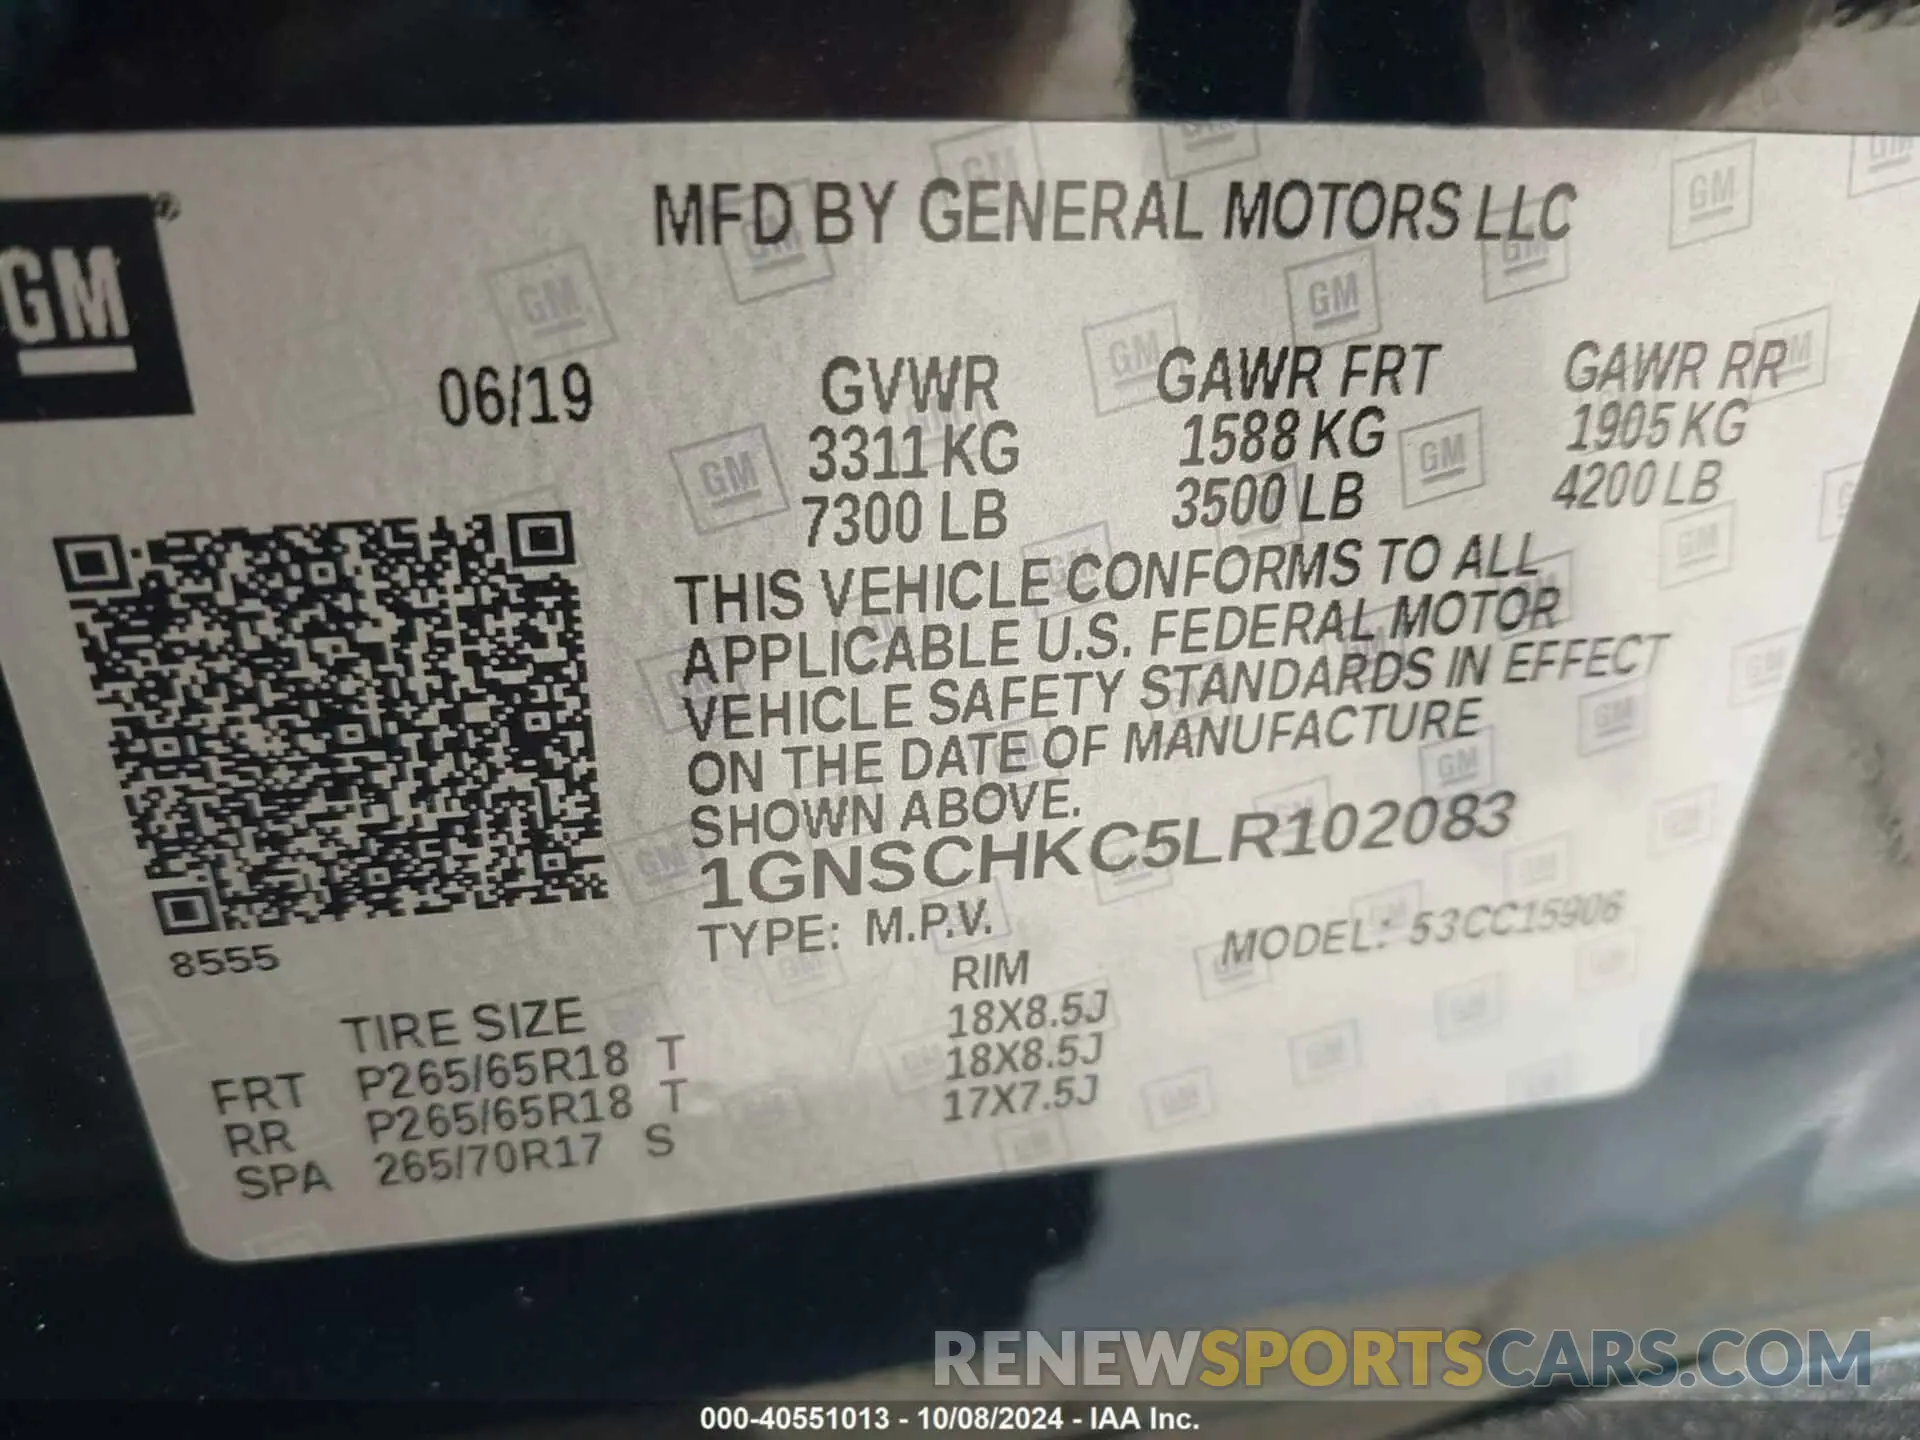 MFD BY GENERAL MOTORS LLC
GM
®
06/19
GVWR
3311 KG
7300 LB
GAWR FRT
1588 KG
3500 LB
GAWR RR
1905 KG
4200 LB
THIS VEHICLE CONFORMS TO ALL
APPLICABLE U.S. FEDERAL MOTOR
VEHICLE SAFETY STANDARDS IN EFFECT
ON THE DATE OF MANUFACTURE
SHOWN ABOVE.
1GNSCHKC5LR102083
TYPE: M.P.V.
MODEL: 53CC15906
8555
TIRE SIZE RIM
FRT P265/65R18 T 18X8.5J
RR P265/65R18 T 18X8.5J
SPA 265/70R17 S 17X7.5J
RENEWSPORTSCARS.COM
000-40551013 - 10/08/2024 - IAA Inc.